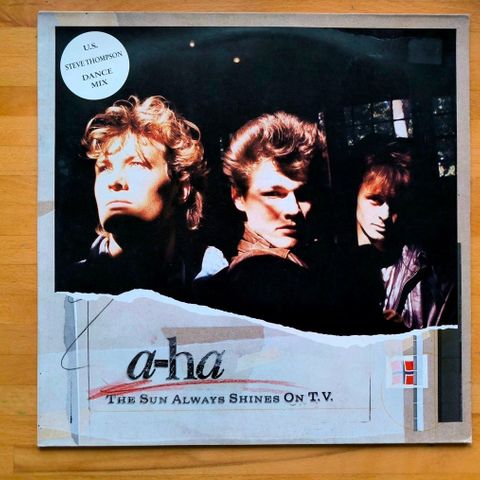 U.S.
STEVE THOMPSON
DANCE
MIX
a-ha
THE SUN ALWAYS SHINES ON T.V.